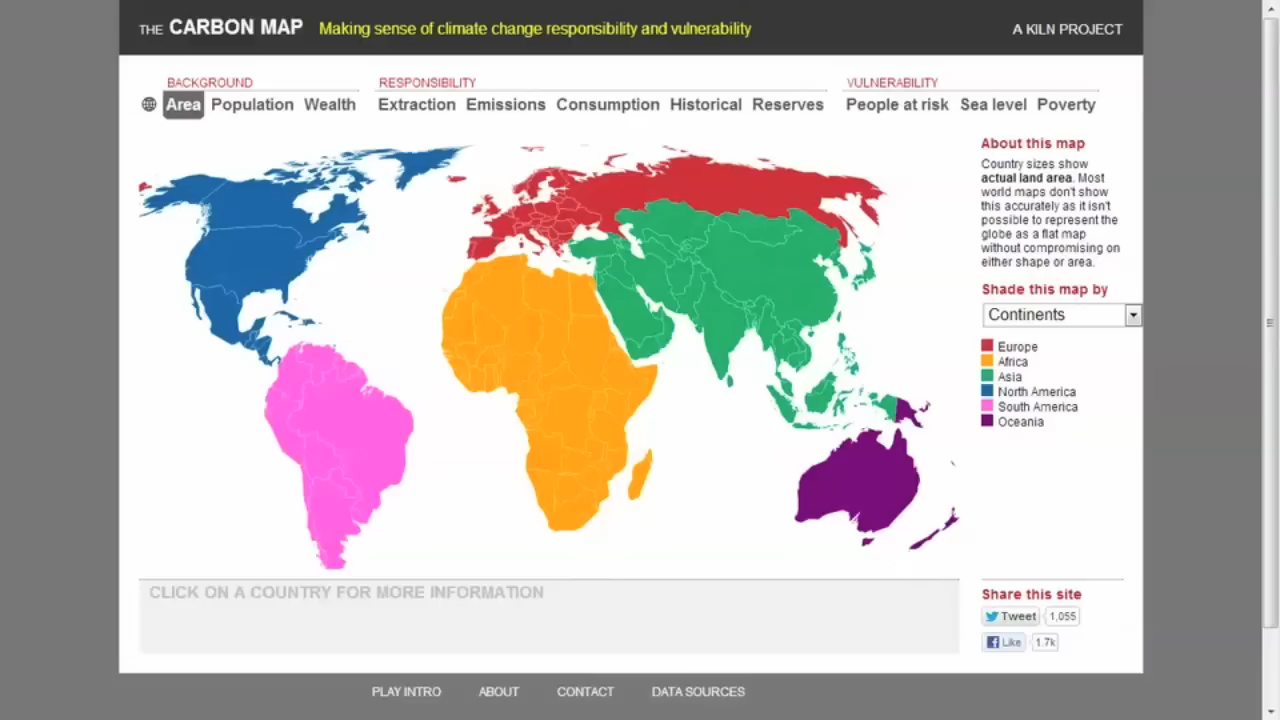 THE CARBON MAP Making sense of climate change responsibility and vulnerability A KILN PROJECT
BACKGROUND RESPONSIBILITY VULNERABILITY
Area Population Wealth Extraction Emissions Consumption Historical Reserves People at risk Sea level Poverty
About this map
Country sizes show
actual land area. Most
world maps don't show
this accurately as it isn't
possible to represent the
globe as a flat map
without compromising on
either shape or area.
Shade this map by
Continents
Europe
Africa
Asia
North America
South America
Oceania
CLICK ON A COUNTRY FOR MORE INFORMATION
Share this site
Tweet 1,055
Like 1.7k
PLAY INTRO ABOUT CONTACT DATA SOURCES